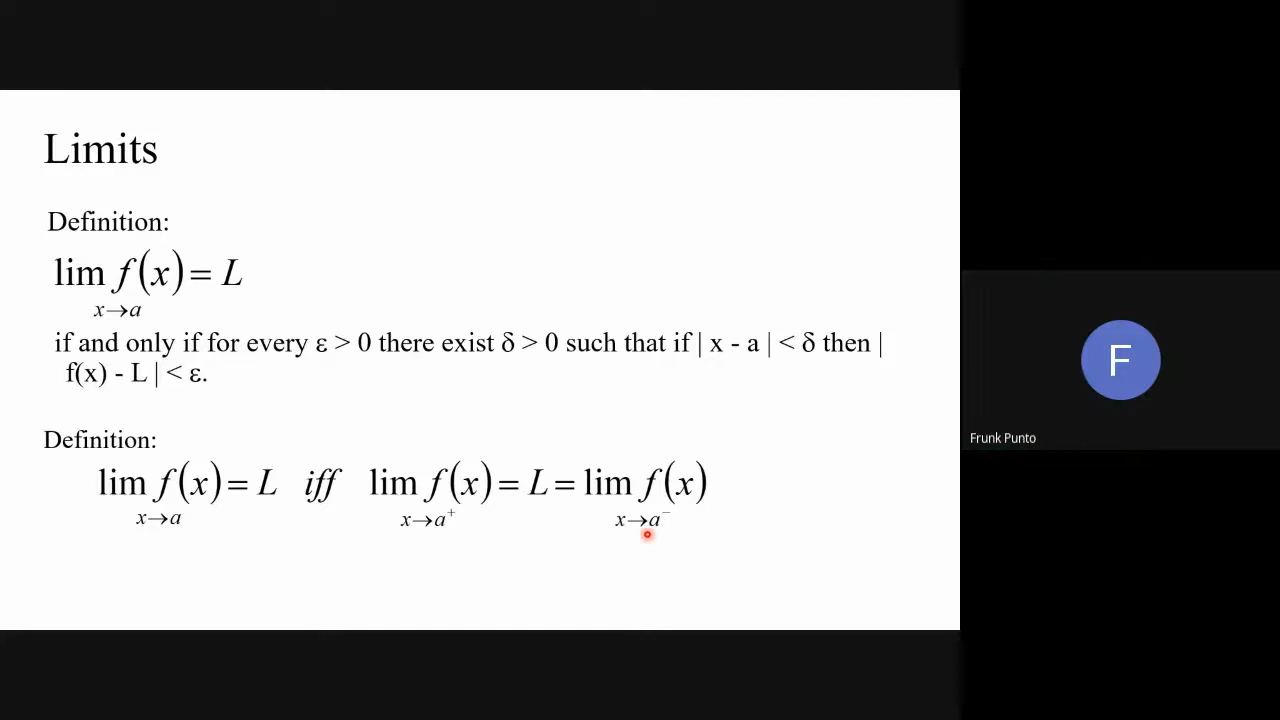 Limits
Definition:
lim f(x) = L
x→a
if and only if for every ε > 0 there exist δ > 0 such that if | x - a | < δ then |
f(x) - L | < ε.
Definition:
lim f(x) = L iff lim f(x) = L = lim f(x)
x→a x→a⁺ x→a⁻
F
Frunk Punto